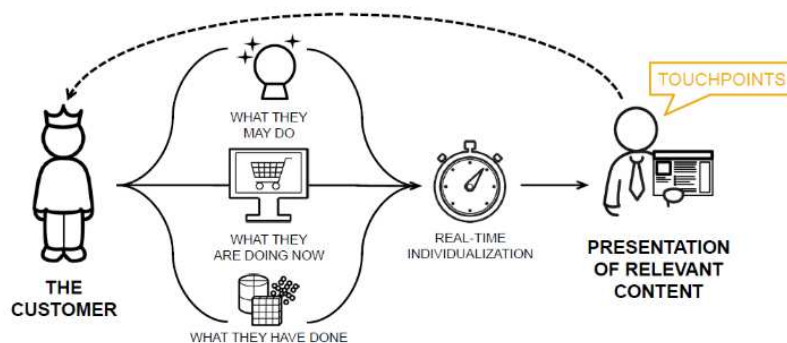 TOUCHPOINTS
WHAT THEY
MAY DO
WHAT THEY
ARE DOING NOW
WHAT THEY HAVE DONE
REAL-TIME
INDIVIDUALIZATION
THE
CUSTOMER
PRESENTATION
OF RELEVANT
CONTENT